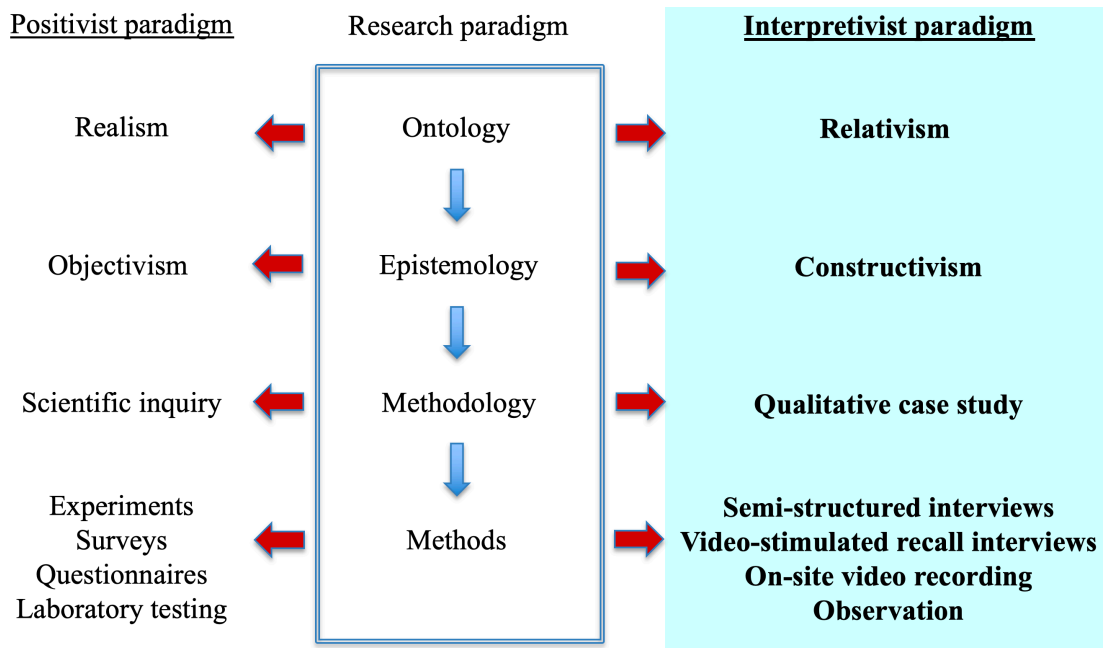 Positivist paradigm
Research paradigm
Interpretivist paradigm
Realism
Ontology
Relativism
Objectivism
Epistemology
Constructivism
Scientific inquiry
Methodology
Qualitative case study
Experiments
Surveys
Questionnaires
Laboratory testing
Methods
Semi-structured interviews
Video-stimulated recall interviews
On-site video recording
Observation